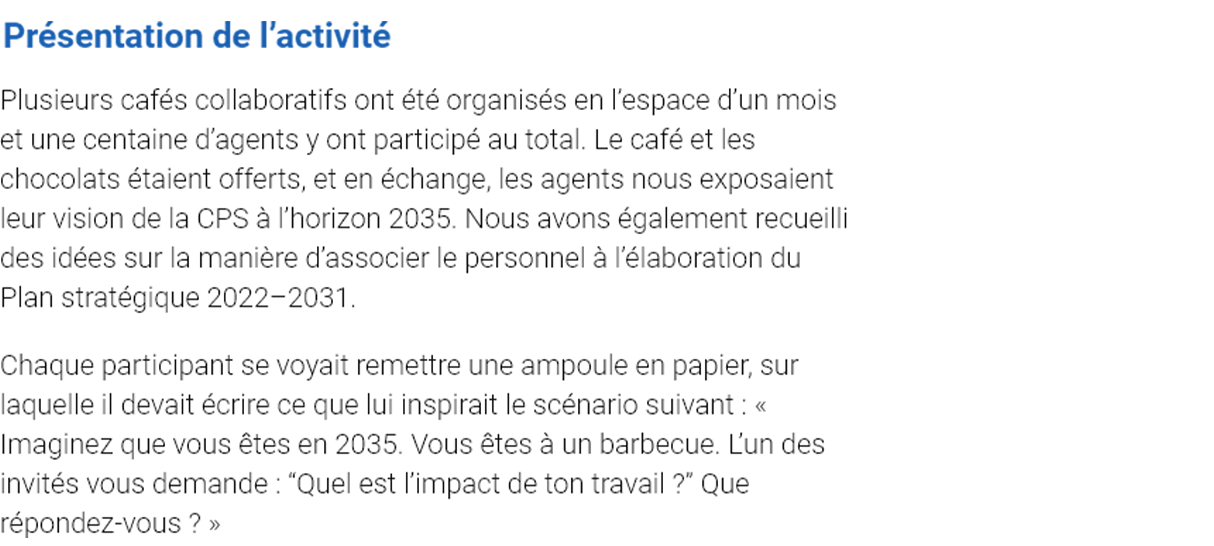 Présentation de l’activité
Plusieurs cafés collaboratifs ont été organisés en l’espace d’un mois
et une centaine d’agents y ont participé au total. Le café et les
chocolats étaient offerts, et en échange, les agents nous exposaient
leur vision de la CPS à l’horizon 2035. Nous avons également recueilli
des idées sur la manière d’associer le personnel à l’élaboration du
Plan stratégique 2022–2031.
Chaque participant se voyait remettre une ampoule en papier, sur
laquelle il devait écrire ce que lui inspirait le scénario suivant : «
Imaginez que vous êtes en 2035. Vous êtes à un barbecue. L’un des
invités vous demande : “Quel est l’impact de ton travail ?” Que
répondez-vous ? »